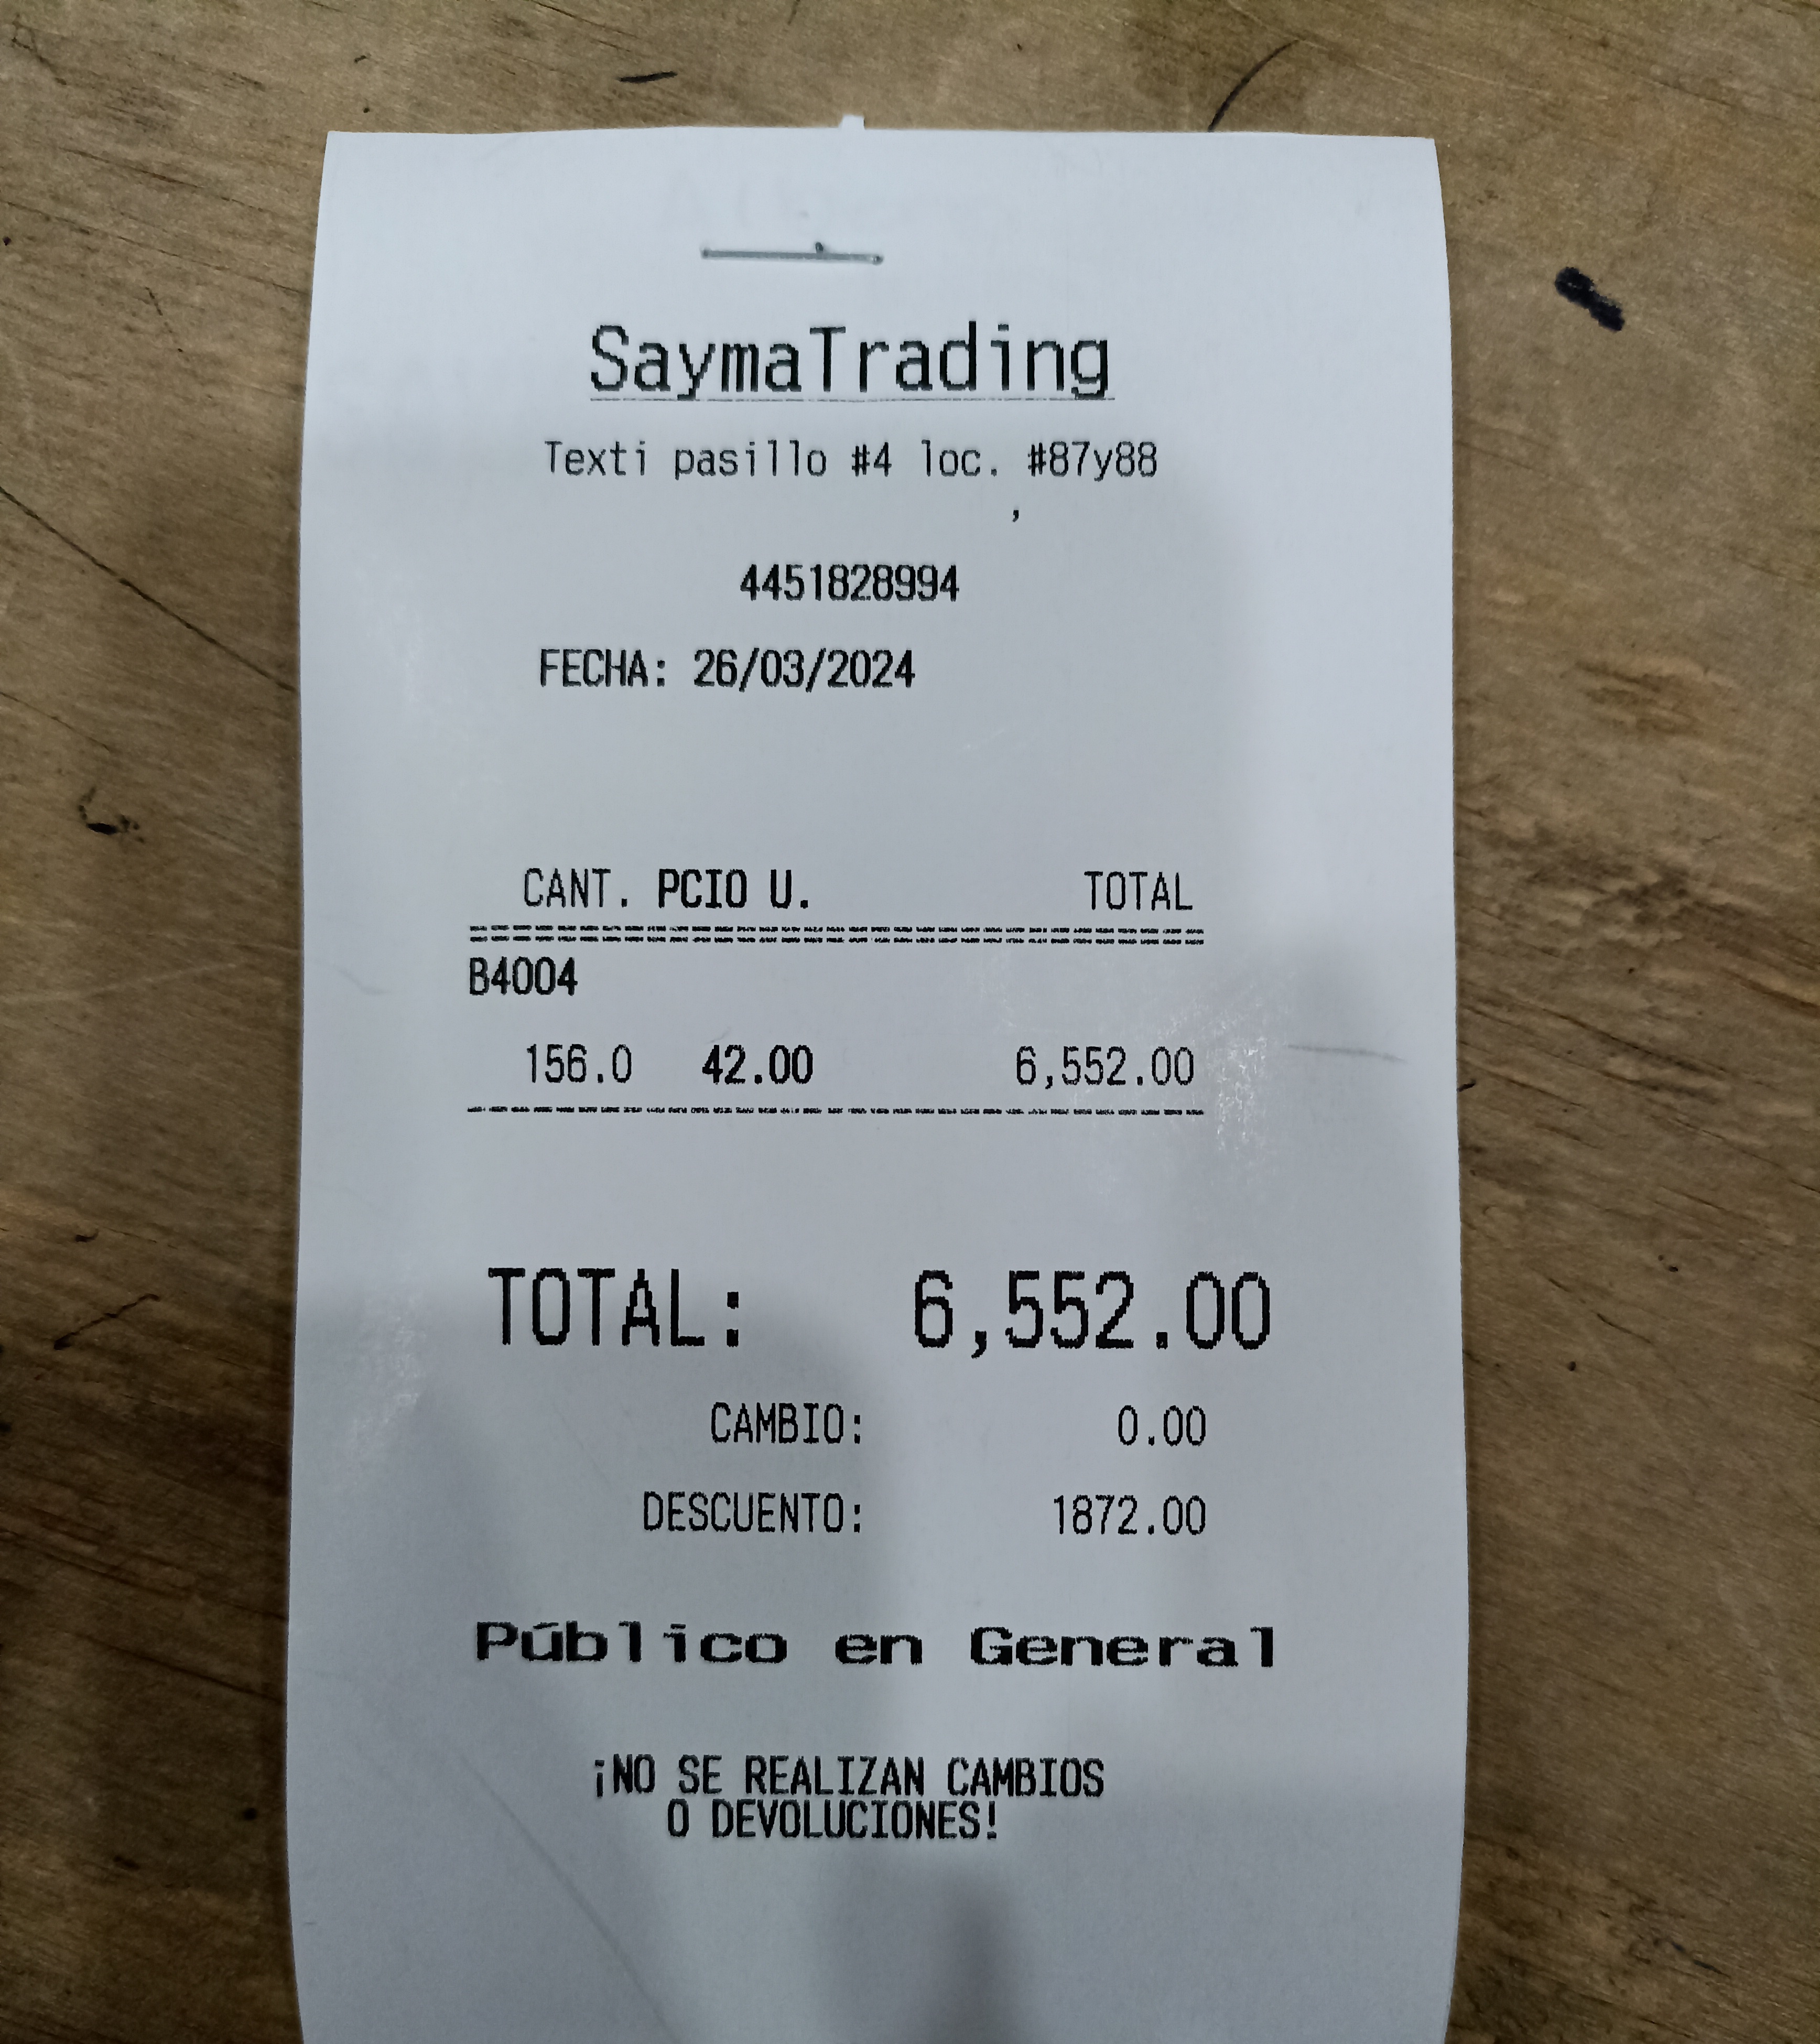 SaymaTrading
Texti pasillo #4 loc. #87y88
,
4451828994
FECHA: 26/03/2024
CANT. PCIO U. TOTAL
B4004
156.0 42.00 6,552.00
TOTAL: 6,552.00
CAMBIO: 0.00
DESCUENTO: 1872.00
Público en General
¡NO SE REALIZAN CAMBIOS
O DEVOLUCIONES!